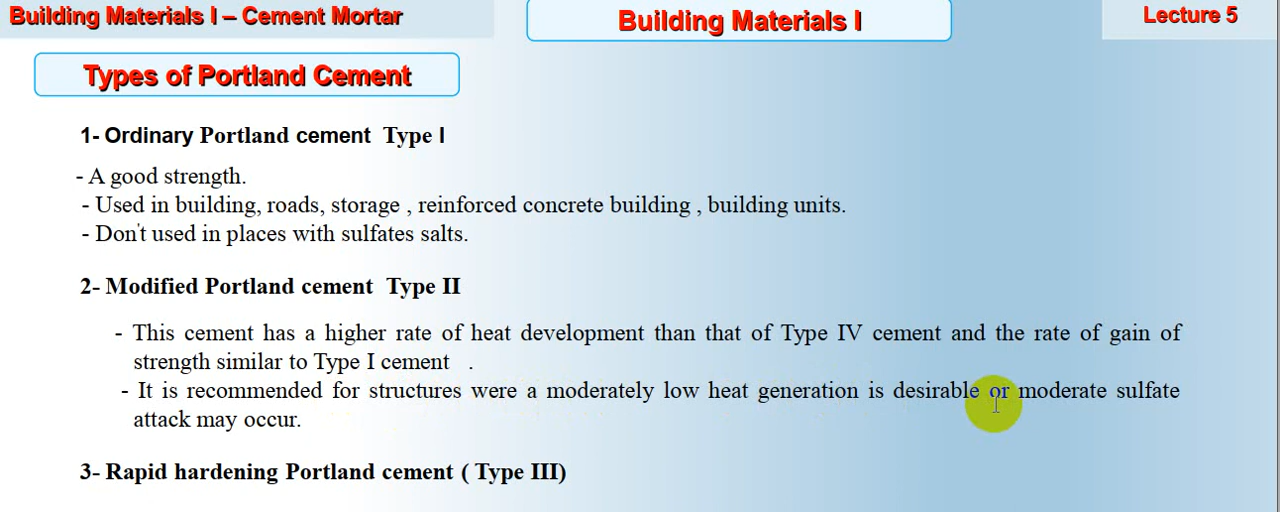 Building Materials I – Cement Mortar
Building Materials I
Lecture 5
Types of Portland Cement
1- Ordinary Portland cement Type I
- A good strength.
- Used in building, roads, storage , reinforced concrete building , building units.
- Don't used in places with sulfates salts.
2- Modified Portland cement Type II
- This cement has a higher rate of heat development than that of Type IV cement and the rate of gain of
strength similar to Type I cement .
- It is recommended for structures were a moderately low heat generation is desirable or moderate sulfate
attack may occur.
3- Rapid hardening Portland cement ( Type III)